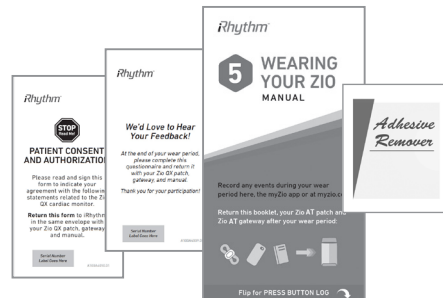 iRhythm
STOP
Read Me!
PATIENT CONSENT
AND AUTHORIZATIO
Please read and sign this
form to indicate your
agreement with the following
statements related to the Zio
QX cardiac monitor.
Return this form to iRhythm
in the same envelope with
your Zio QX patch, gateway,
and manual.
Serial Number
Label Goes Here
iRhythm
We'd Love to Hear
Your Feedback!
At the end of your wear period,
please complete this
questionnaire and return it
with your Zio QX patch,
gateway, and manual.
Thank you for your participation!
Serial Number
Label Goes Here
iRhythm
5
WEARING
YOUR ZIO
MANUAL
Record any events during your wear
period here, the myZio app or at myzio.c
Return this booklet, your Zio AT patch and
Zio AT gateway after your wear period:
Flip for PRESS BUTTON LOG
Adhesive
Remover